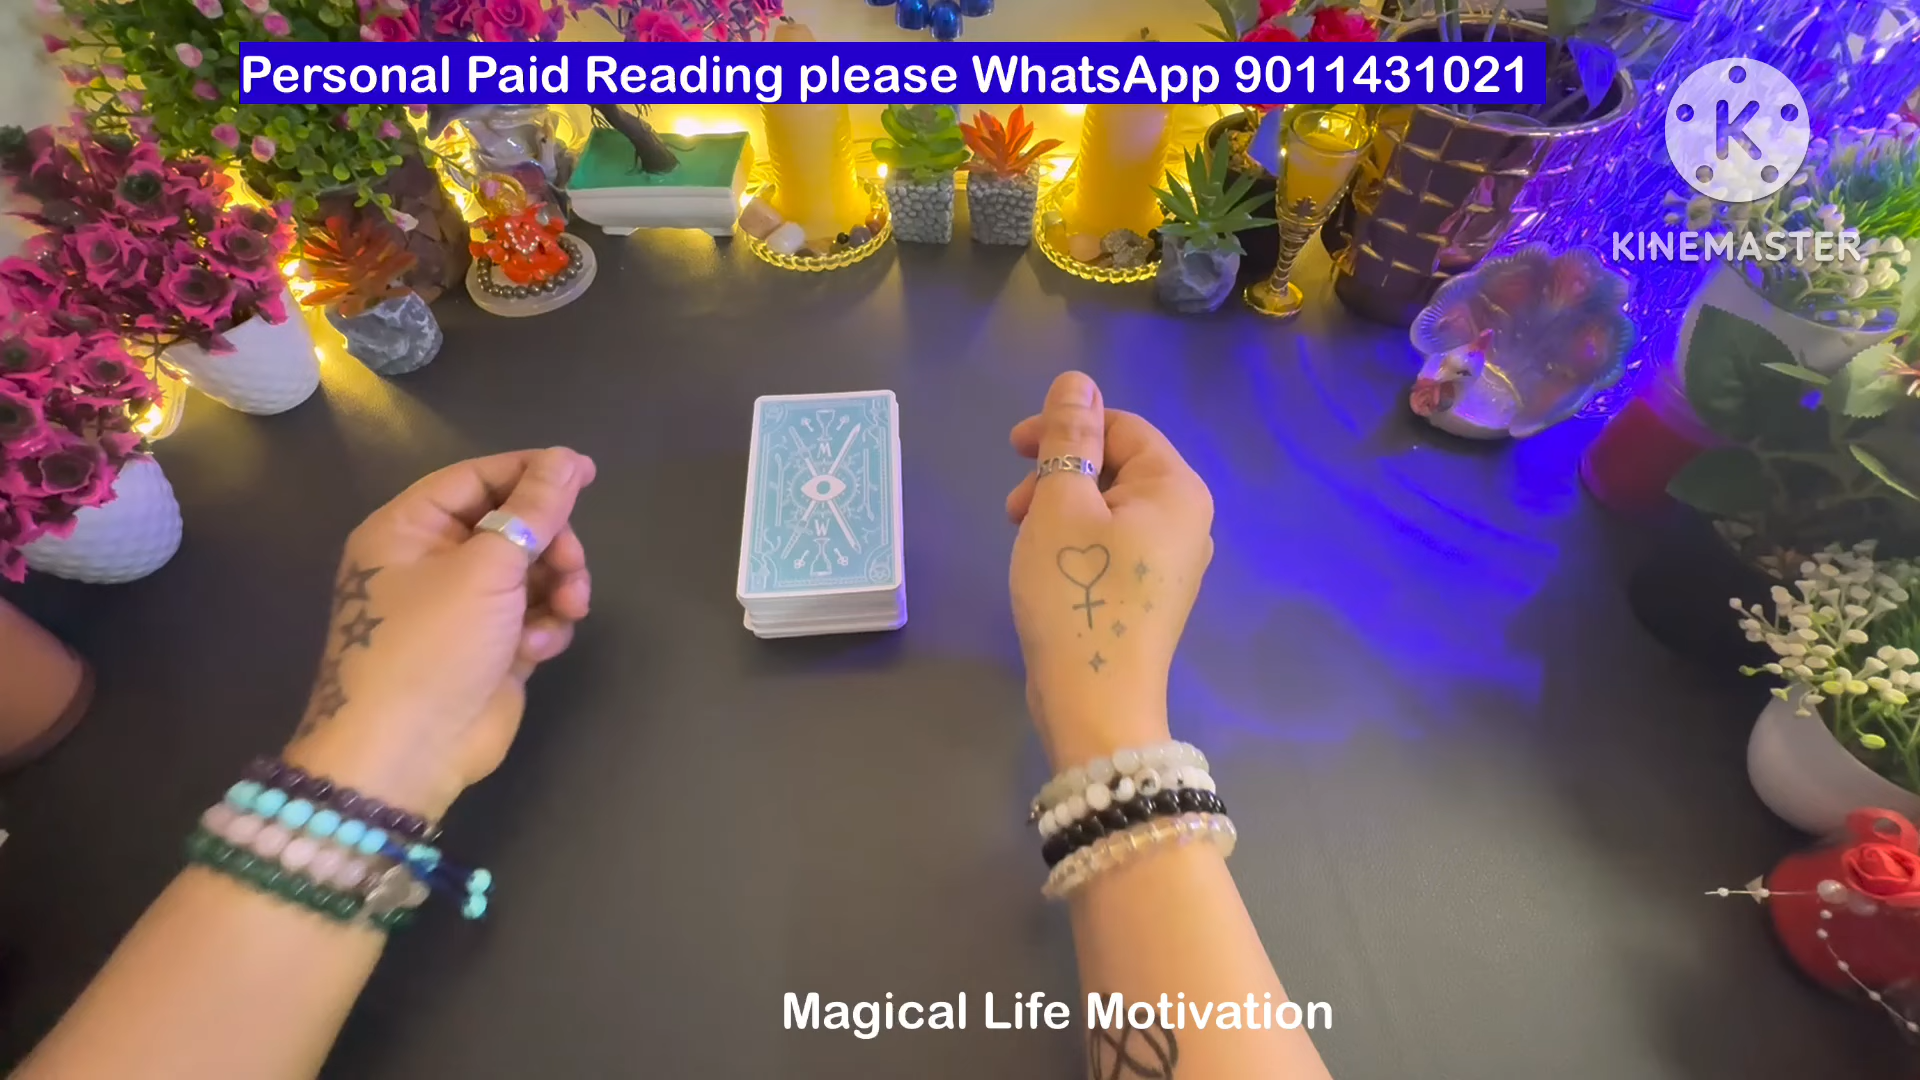 Personal Paid Reading please WhatsApp 9011431021
K
KINEMASTER
M
W
Magical Life Motivation